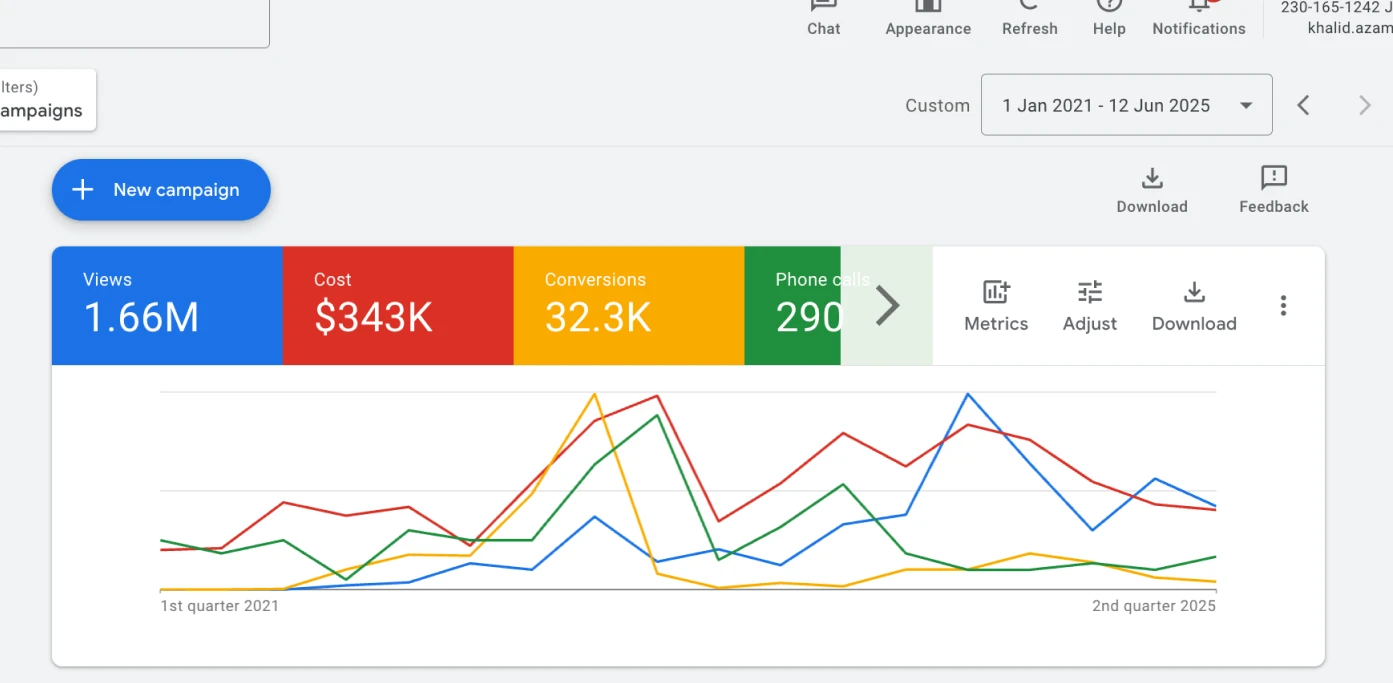 230-165-1242 J
Chat Appearance Refresh Help Notifications khalid.azam
lters)
ampaigns
Custom 1 Jan 2021 - 12 Jun 2025
New campaign
Download Feedback
Views Cost Conversions Phone calls
1.66M $343K 32.3K 290
Metrics Adjust Download
1st quarter 2021 2nd quarter 2025